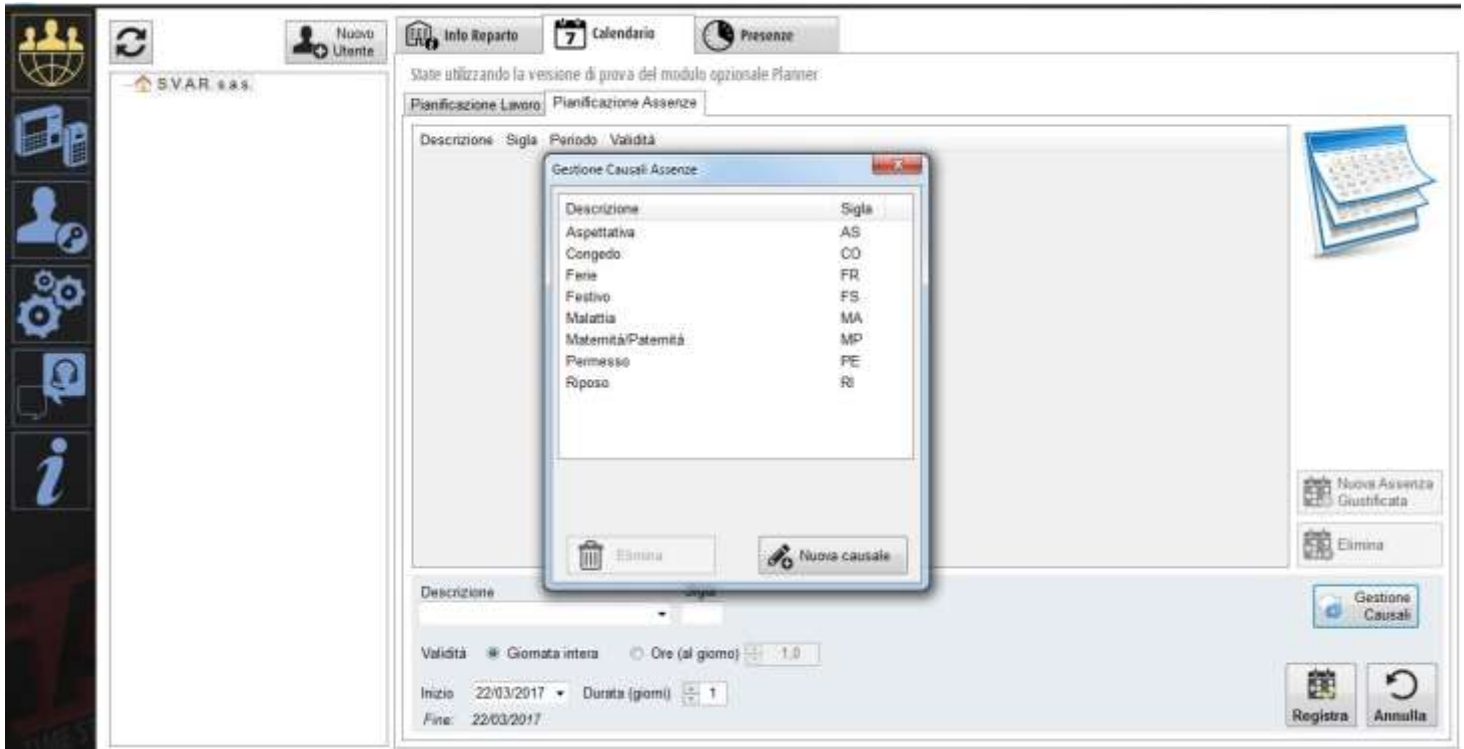 Nuovo
Utente
Info Reparto
7
Calendario
Presenze
S.V.A.R. s.a.s.
State utilizzando la versione di prova del modulo opzionale Planner
Pianificazione Lavoro
Pianificazione Assenze
Descrizione Sigla Periodo Validità
Gestione Causali Assenze
Descrizione Sigla
Aspettativa AS
Congedo CO
Ferie FR
Festivo FS
Malattia MA
Maternità/Paternità MP
Permesso PE
Riposo RI
Elimina
Nuova causale
Nuova Assenza
Giustificata
Elimina
Gestione
Causali
Descrizione
Validità Giornata intera Ore (al giorno) 1,0
Inizio 22/03/2017 Durata (giorni) 1
Fine: 22/03/2017
Registra
Annulla